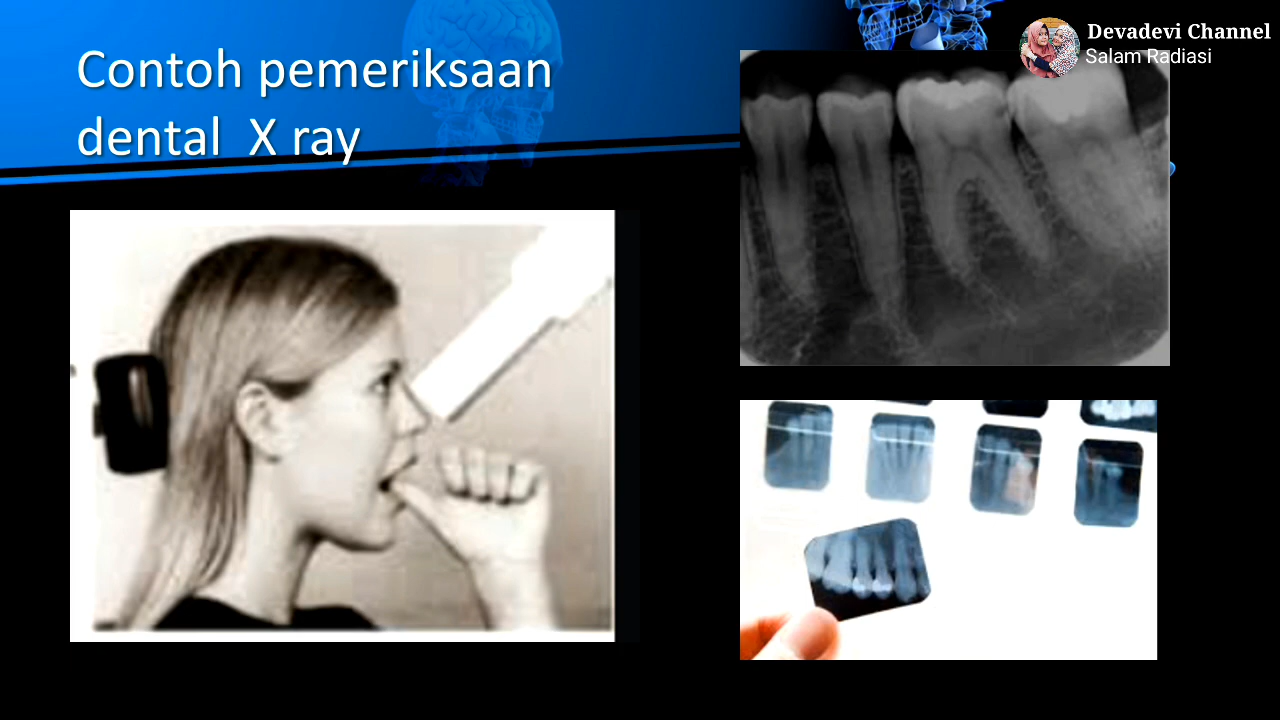 Contoh pemeriksaan
dental X ray
Devadevi Channel
Salam Radiasi